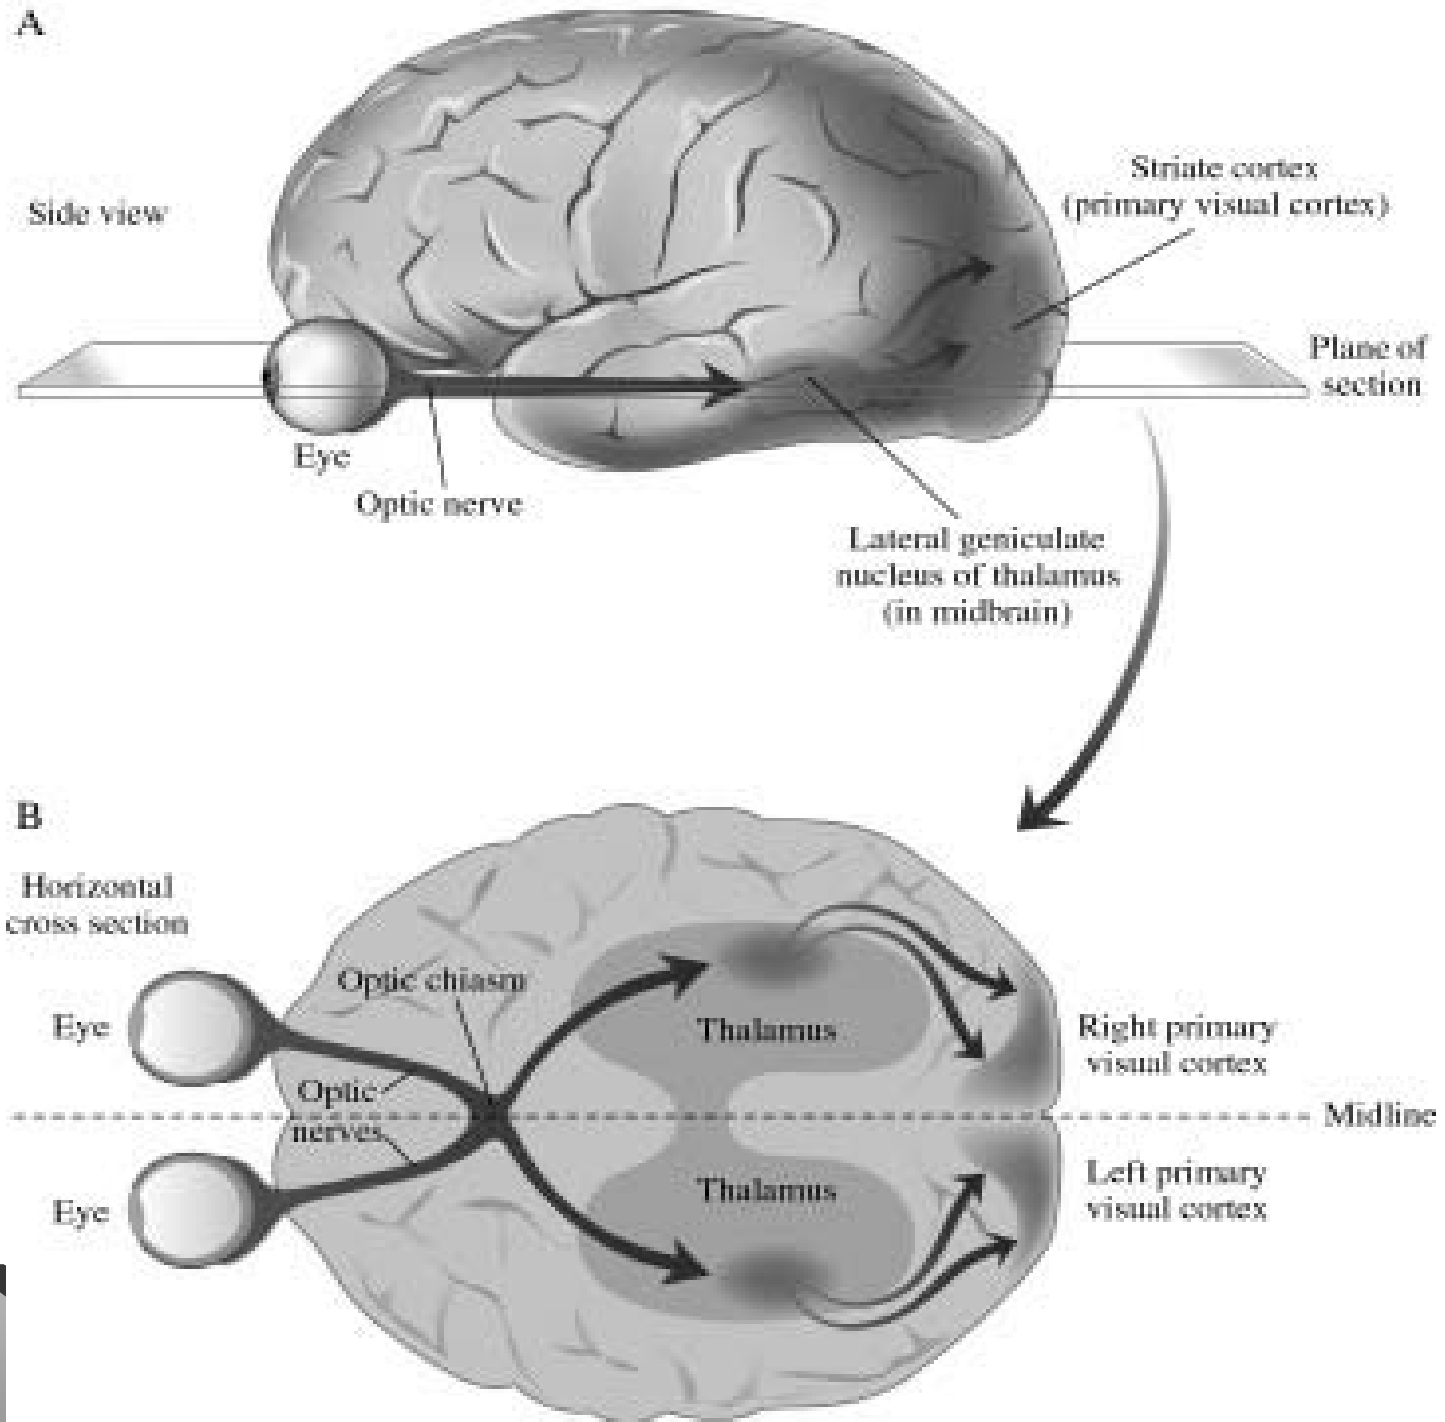 A
Side view
Striate cortex
(primary visual cortex)
Plane of
section
Eye
Optic nerve
Lateral geniculate
nucleus of thalamus
(in midbrain)
B
Horizontal
cross section
Optic chiasm
Eye
Thalamus
Right primary
visual cortex
Optic
nerves
Midline
Eye
Thalamus
Left primary
visual cortex